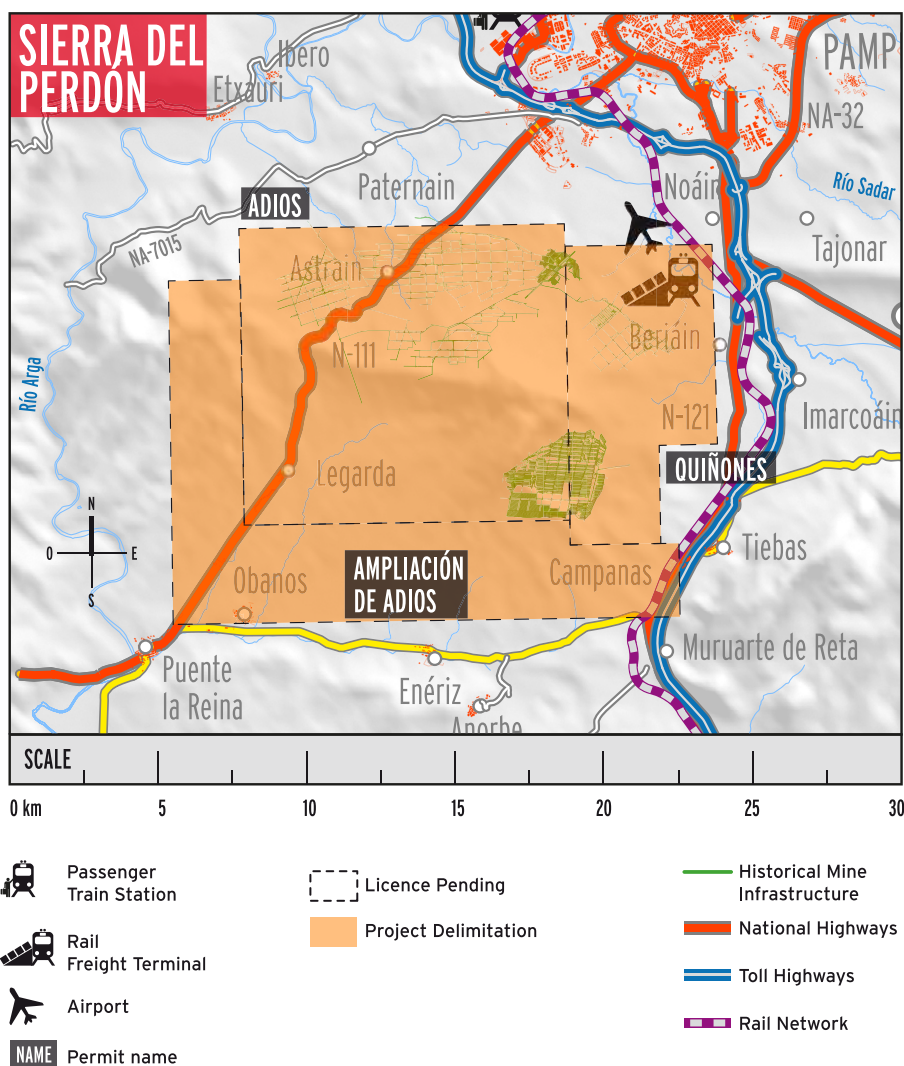 SIERRA DEL
PERDÓN
Ibero
Etxauri
PAMP
NA-32
Paternain
Noáin
Río Sadar
ADIOS
Tajonar
NA-7015
Astrain
Beriáin
N-111
Río Arga
N-121
Imarcoáin
Legarda
QUIÑONES
N
O
E
S
Tiebas
AMPLIACIÓN
DE ADIOS
Campanas
Obanos
Muruarte de Reta
Puente
la Reina
Enériz
Anorbe
SCALE
0 km
5
10
15
20
25
30
Passenger
Train Station
Rail
Freight Terminal
Airport
NAME
Permit name
Licence Pending
Project Delimitation
Historical Mine
Infrastructure
National Highways
Toll Highways
Rail Network